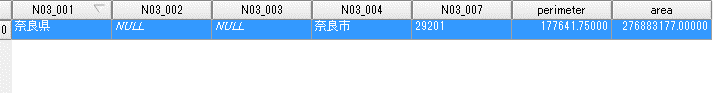 N03_001 N03_002 N03_003 N03_004 N03_007 perimeter area
0 奈良県 NULL NULL 奈良市 29201 177641.75000 276883177.00000